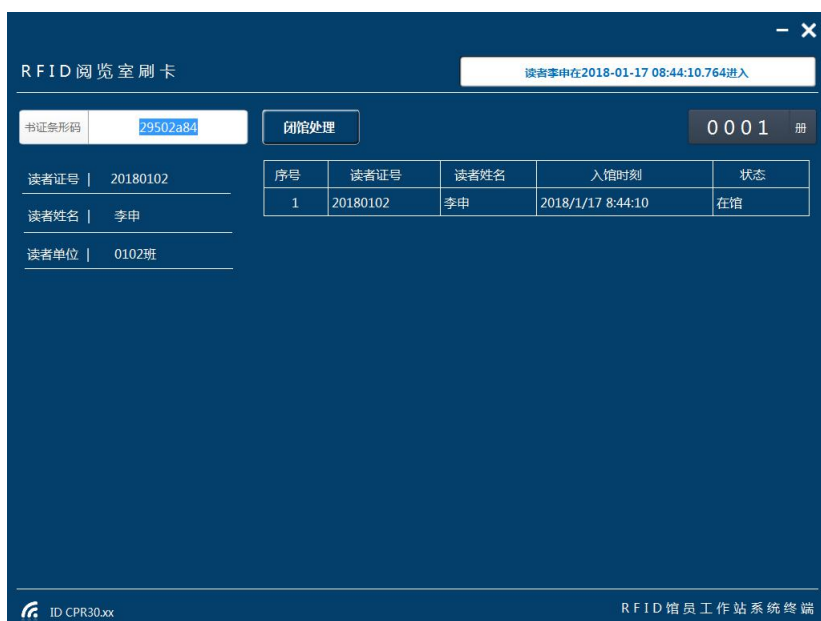 RFID阅览室刷卡
读者李申在2018-01-17 08:44:10.764进入
书证条形码 29502a84 闭馆处理 0001 册
读者证号 | 20180102
读者姓名 | 李申
读者单位 | 0102班
序号 读者证号 读者姓名 入馆时刻 状态
1 20180102 李申 2018/1/17 8:44:10 在馆
ID CPR30.xx
RFID馆员工作站系统终端